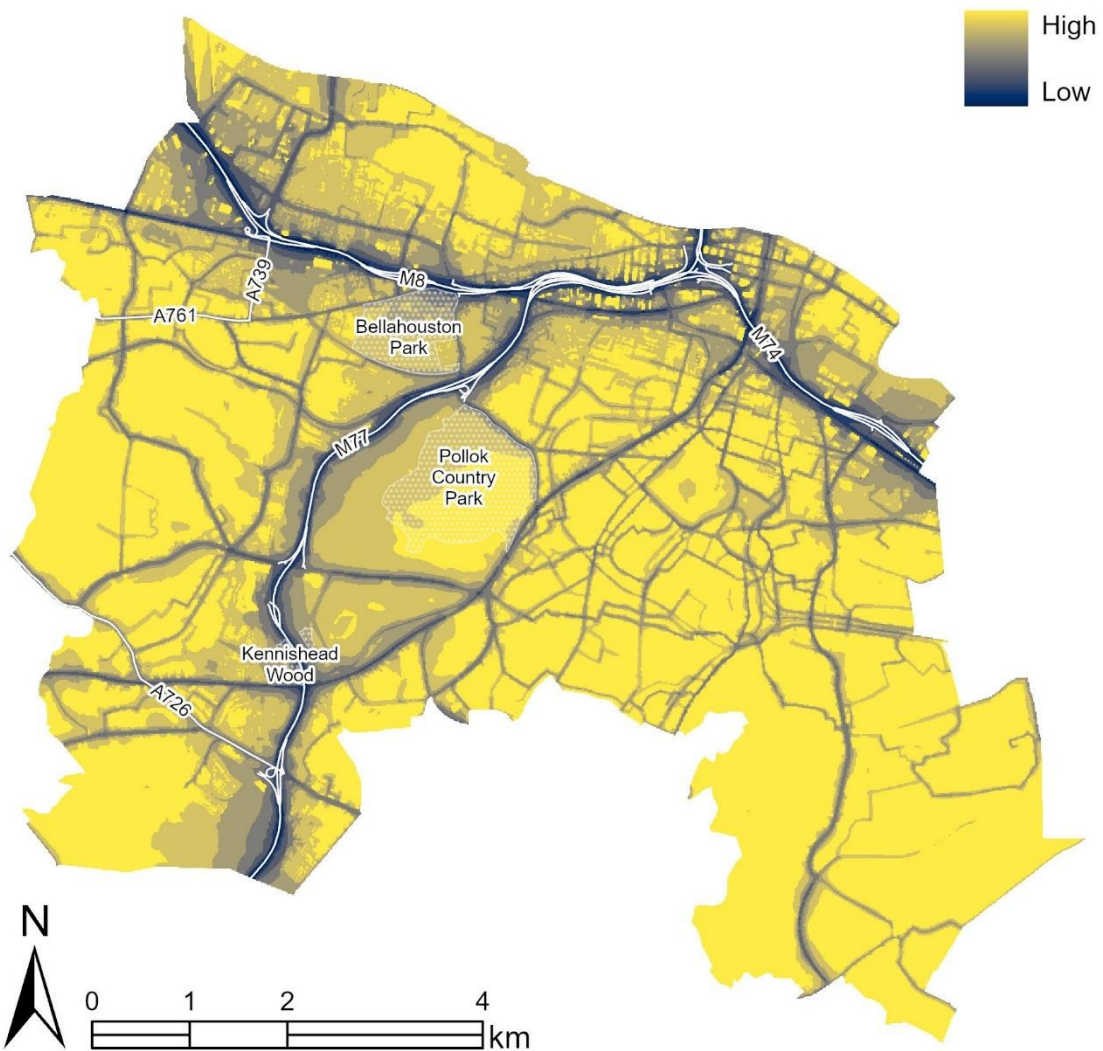 High
Low
M8
A739
A761
Bellahouston
Park
M74
M77
Pollok
Country
Park
Kennishead
Wood
A726
N
0 1 2 4
km